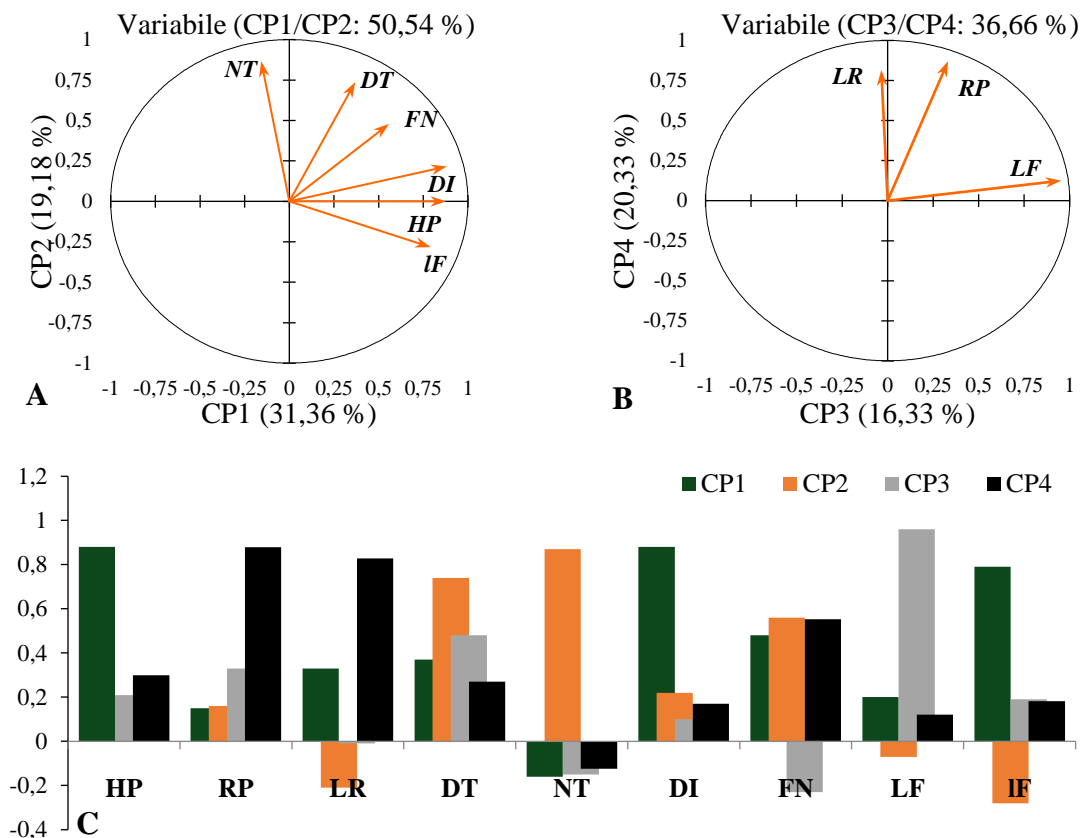 Variabile (CP1/CP2: 50,54 %)
1
0,75
0,5
0,25
0
-0,25
-0,5
-0,75
-1
CP2 (19,18 %)
NT
DT
FN
DI
HP
lF
-1 -0,75 -0,5 -0,25 0 0,25 0,5 0,75 1
A
CP1 (31,36 %)
Variabile (CP3/CP4: 36,66 %)
1
0,75
0,5
0,25
0
-0,25
-0,5
-0,75
-1
CP4 (20,33 %)
LR
RP
LF
-1 -0,75 -0,5 -0,25 0 0,25 0,5 0,75 1
B
CP3 (16,33 %)
CP1 CP2 CP3 CP4
1,2
1
0,8
0,6
0,4
0,2
0
-0,2
-0,4
HP RP LR DT NT DI FN LF lF
C